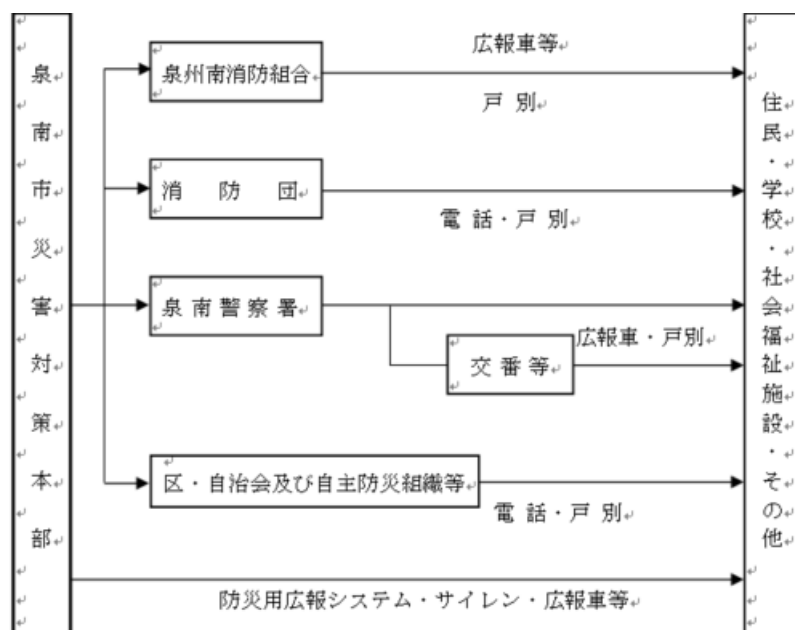 泉南市災害対策本部
泉州南消防組合
広報車等
戸 別
消 防 団
電 話・戸 別
泉 南 警 察 署
交 番 等
広報車・戸別
区・自治会及び自主防災組織等
電 話・戸 別
防災用広報システム・サイレン・広報車等
住民・学校・社会福祉施設・その他